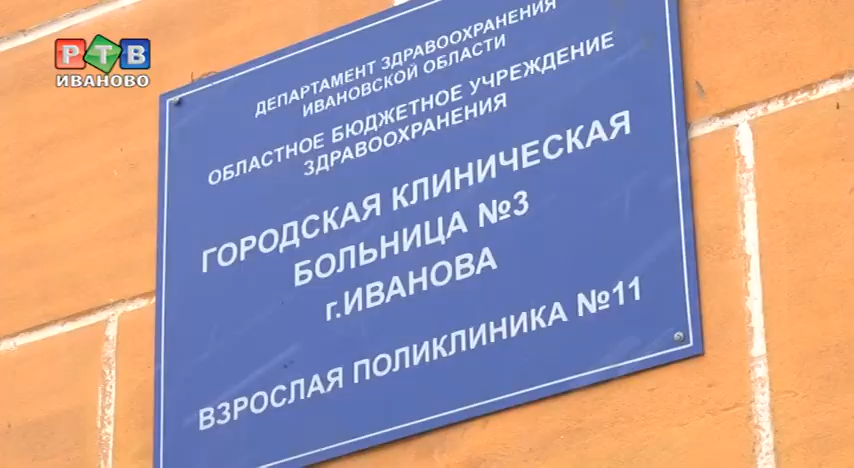 РТВ
ИВАНОВО
ДЕПАРТАМЕНТ ЗДРАВООХРАНЕНИЯ
ИВАНОВСКОЙ ОБЛАСТИ
ОБЛАСТНОЕ БЮДЖЕТНОЕ УЧРЕЖДЕНИЕ
ЗДРАВООХРАНЕНИЯ
ГОРОДСКАЯ КЛИНИЧЕСКАЯ
БОЛЬНИЦА №3
г.ИВАНОВА
ВЗРОСЛАЯ ПОЛИКЛИНИКА №11